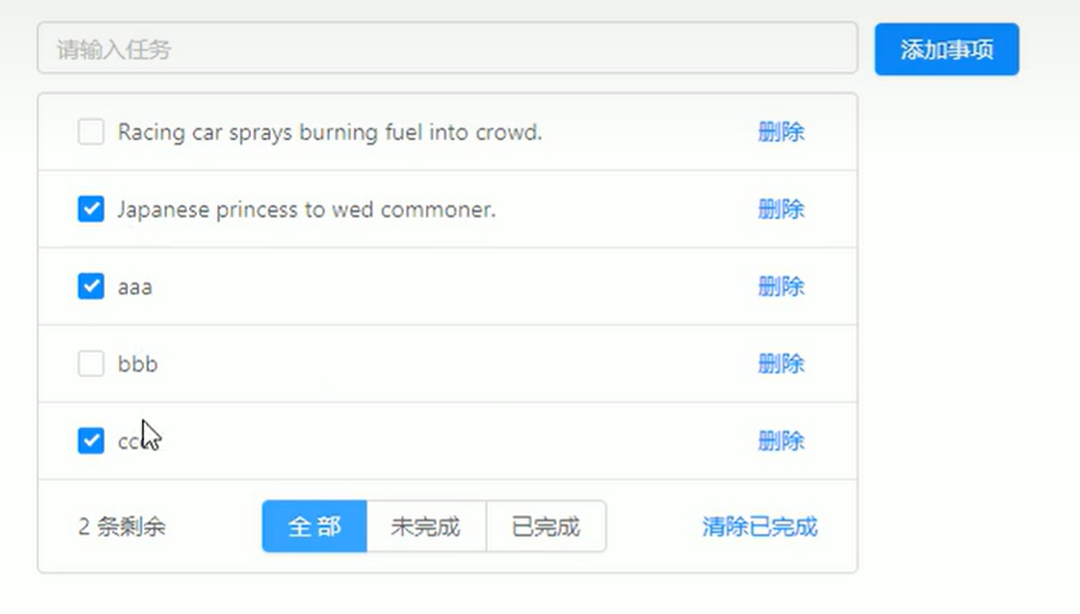 请输入任务 添加事项
Racing car sprays burning fuel into crowd. 删除
Japanese princess to wed commoner. 删除
aaa 删除
bbb 删除
删除
2 条剩余 全 部 未完成 已完成 清除已完成